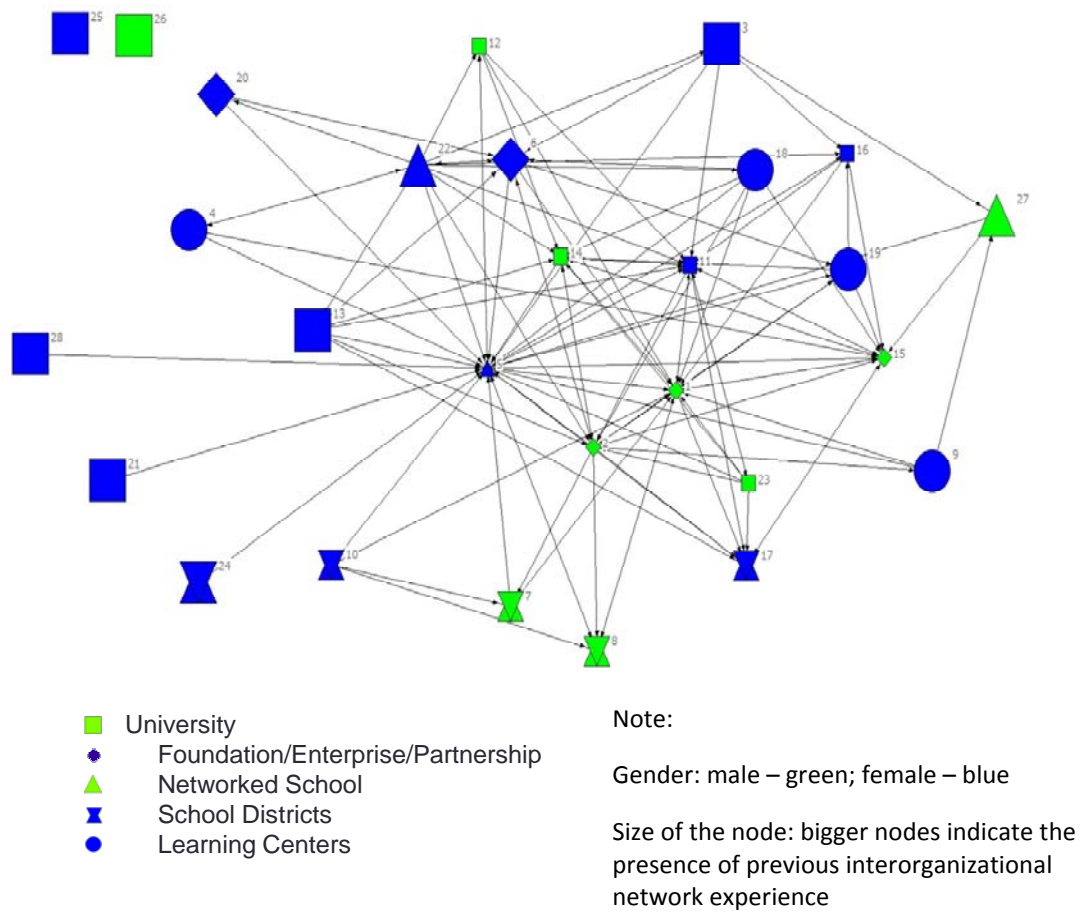 25
26
12
3
20
6
22
18
16
4
27
14
11
19
13
28
15
1
2
9
21
23
10
17
24
7
8
University
Foundation/Enterprise/Partnership
Networked School
School Districts
Learning Centers
Note:
Gender: male – green; female – blue
Size of the node: bigger nodes indicate the
presence of previous interorganizational
network experience